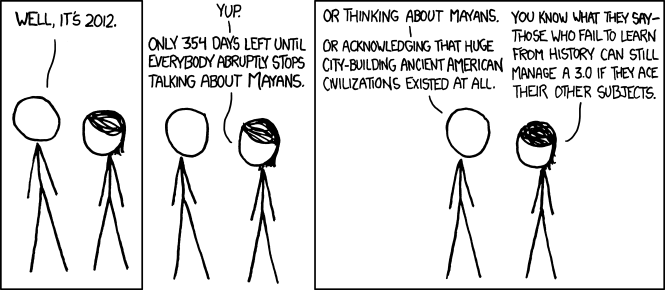 WELL, IT'S 2012.
YUP.
ONLY 354 DAYS LEFT UNTIL
EVERYBODY ABRUPTLY STOPS
TALKING ABOUT MAYANS.
OR THINKING ABOUT MAYANS.
OR ACKNOWLEDGING THAT HUGE
CITY-BUILDING ANCIENT AMERICAN
CIVILIZATIONS EXISTED AT ALL.
YOU KNOW WHAT THEY SAY–
THOSE WHO FAIL TO LEARN
FROM HISTORY CAN STILL
MANAGE A 3.0 IF THEY ACE
THEIR OTHER SUBJECTS.